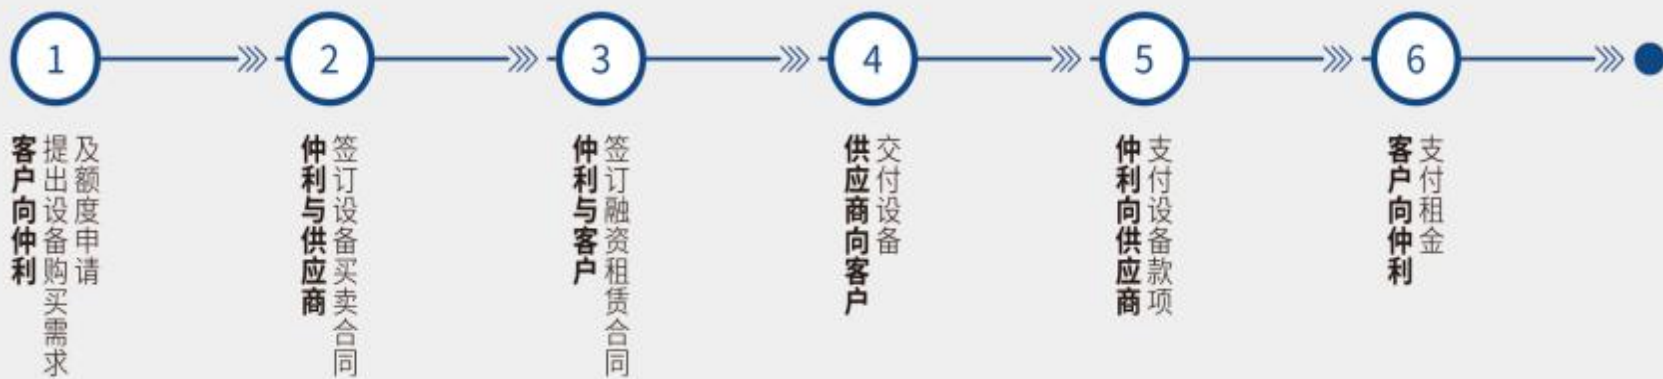 1
客户向仲利
提出设备购买需求
及额度申请
2
仲利与供应商
签订设备买卖合同
3
仲利与客户
签订融资租赁合同
4
供应商向客户
交付设备
5
仲利向供应商
支付设备款项
6
客户向仲利
支付租金